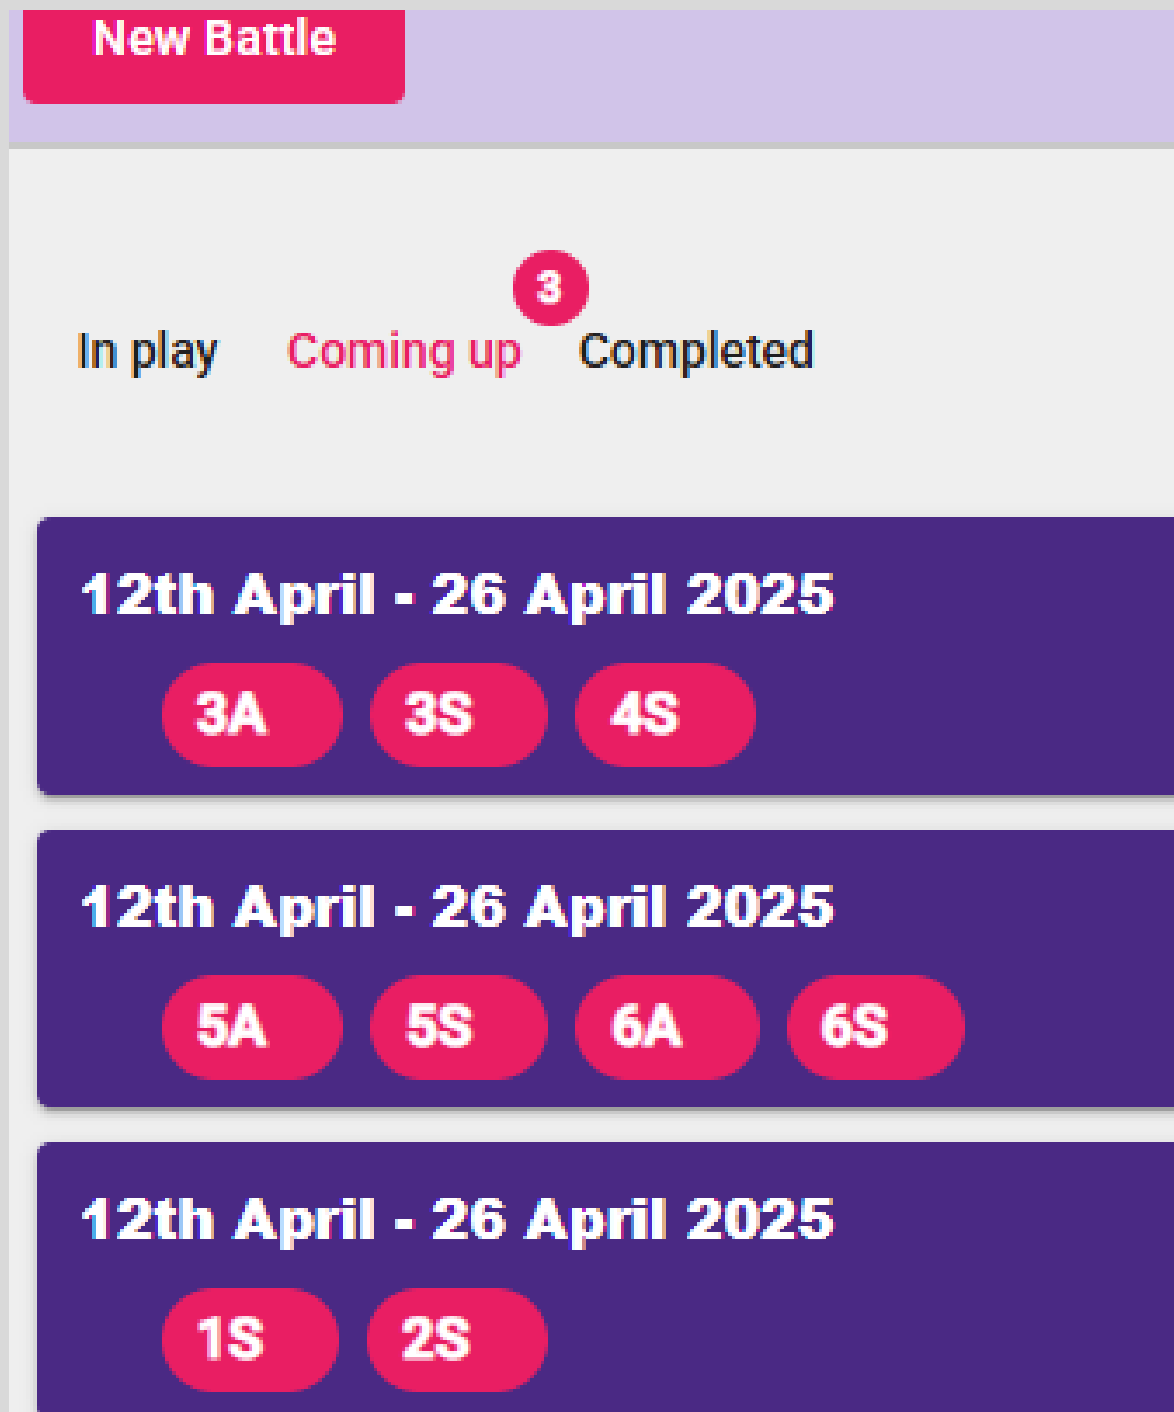 New Battle
3
In play Coming up Completed
12th April - 26 April 2025
3A 3S 4S
12th April - 26 April 2025
5A 5S 6A 6S
12th April - 26 April 2025
1S 2S